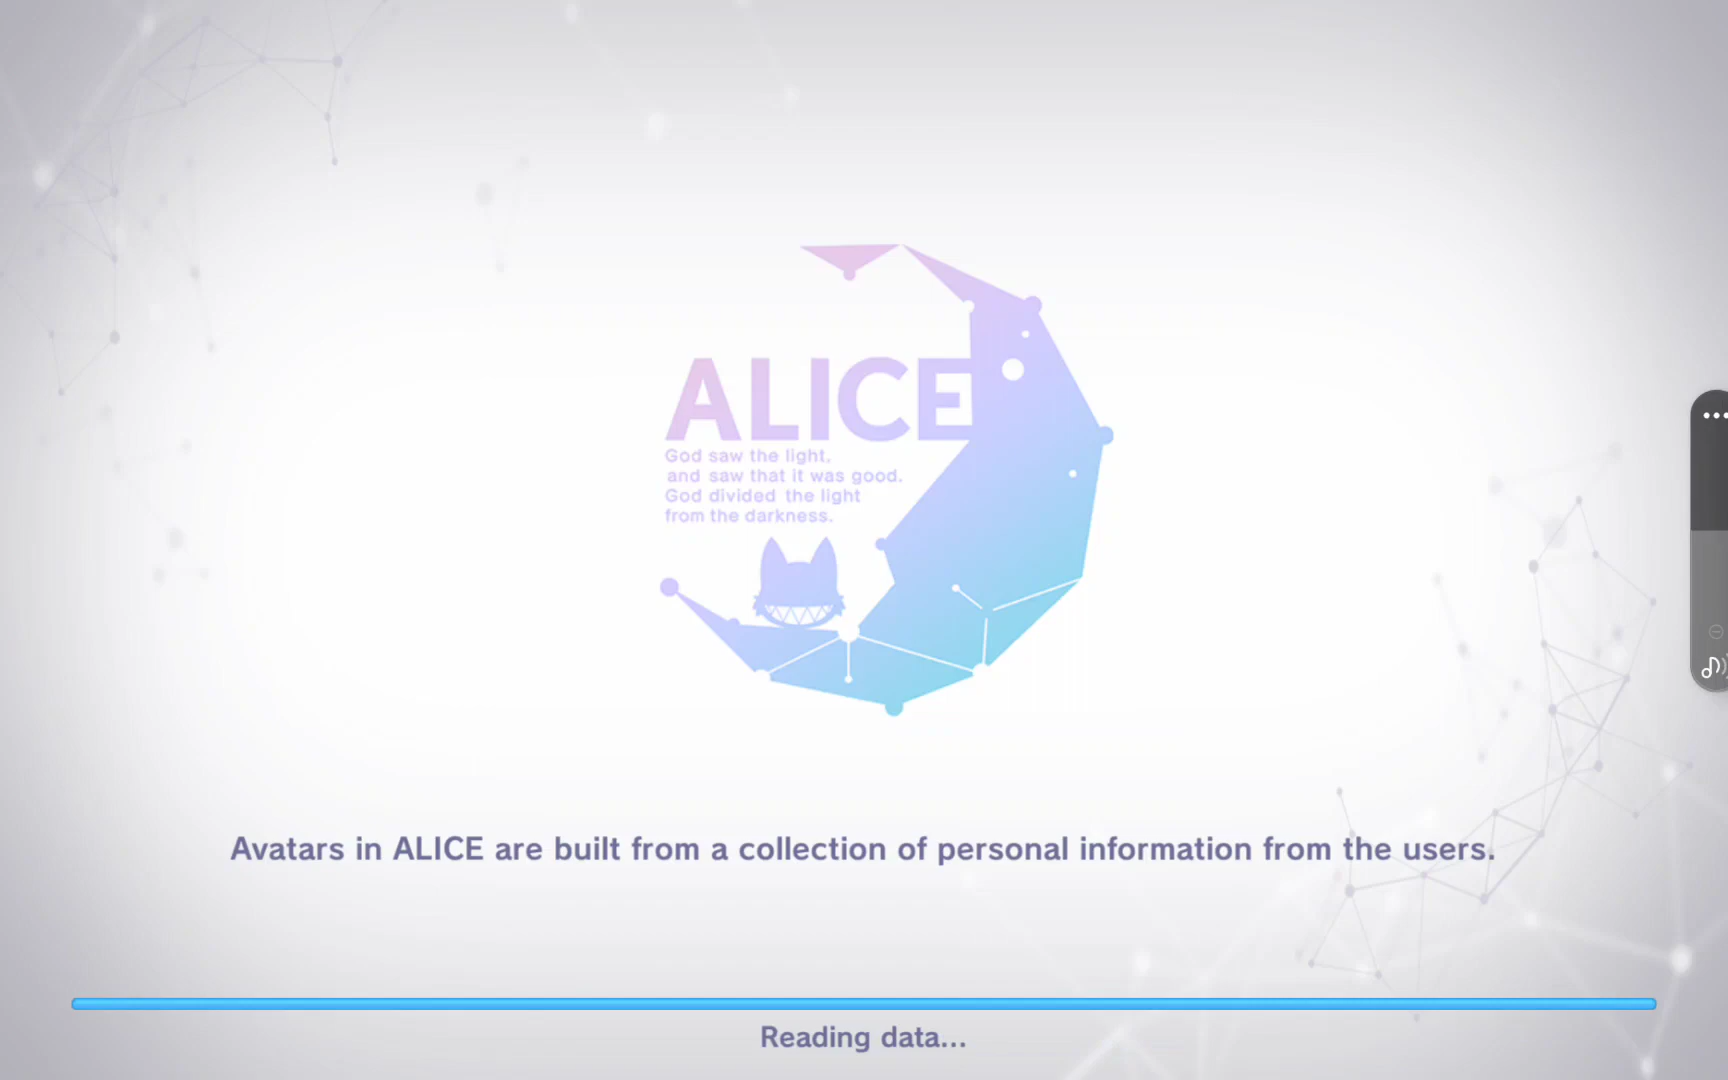 ALICE
God saw the light,
and saw that it was good.
God divided the light
from the darkness.
Avatars in ALICE are built from a collection of personal information from the users.
Reading data...